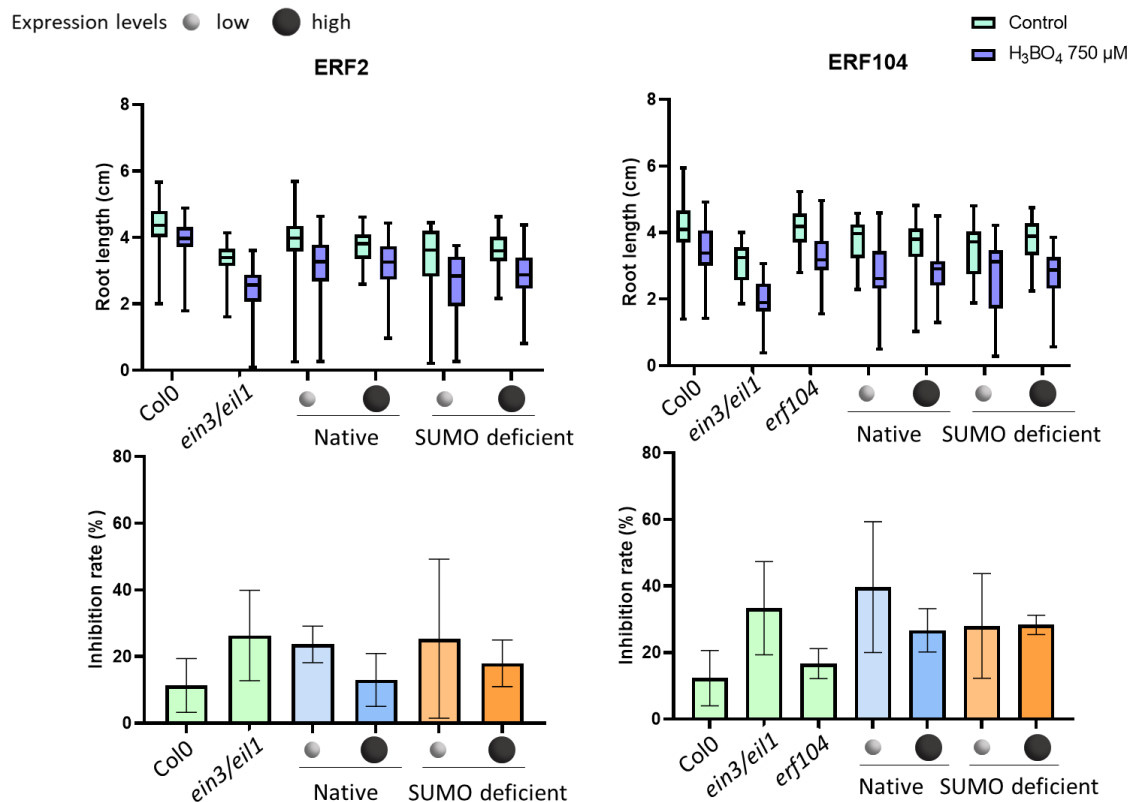 Expression levels low high
Control
H₃BO₄ 750 µM
ERF2
Root length (cm)
8
6
4
2
0
Col0
ein3/eil1
Native
SUMO deficient
ERF104
Root length (cm)
8
6
4
2
0
Col0
ein3/eil1
erf104
Native
SUMO deficient
Inhibition rate (%)
80
60
40
20
0
Col0
ein3/eil1
Native
SUMO deficient
Inhibition rate (%)
80
60
40
20
0
Col0
ein3/eil1
erf104
Native
SUMO deficient